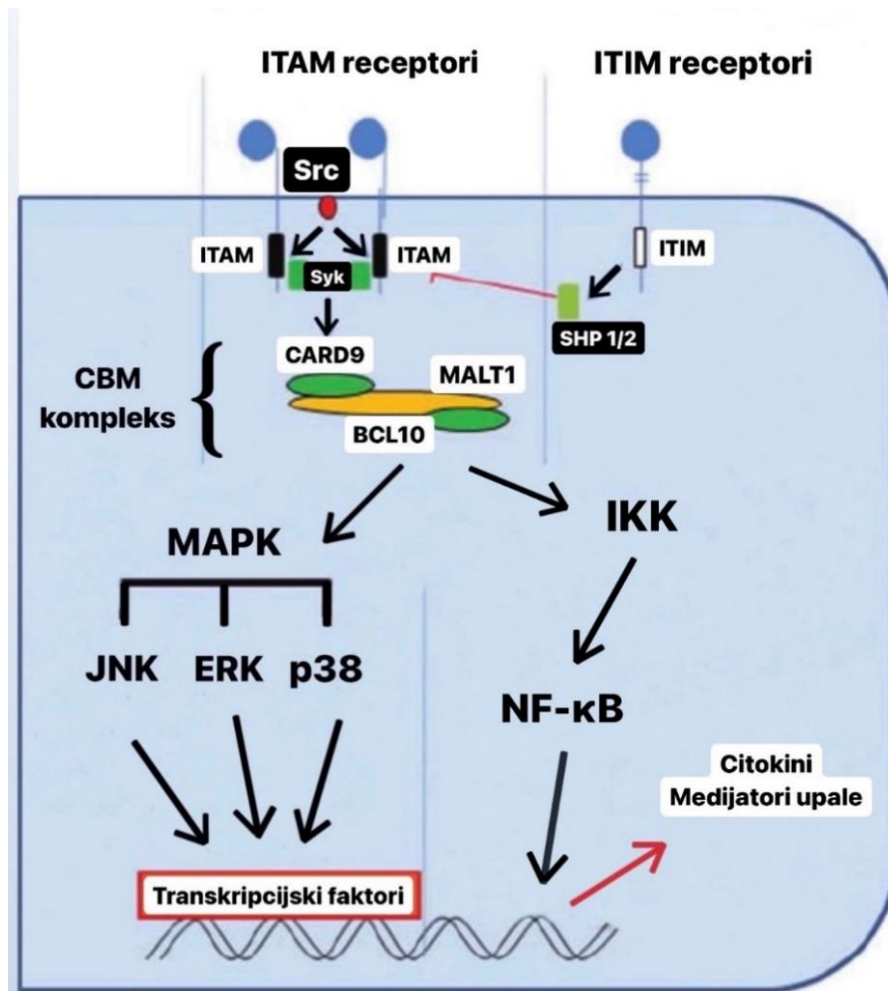 ITAM receptori
ITIM receptori
Src
ITAM
Syk
ITAM
ITIM
SHP 1/2
CBM
kompleks
CARD9
MALT1
BCL10
MAPK
IKK
JNK
ERK
p38
NF-κB
Citokini
Medijatori upale
Transkripcijski faktori